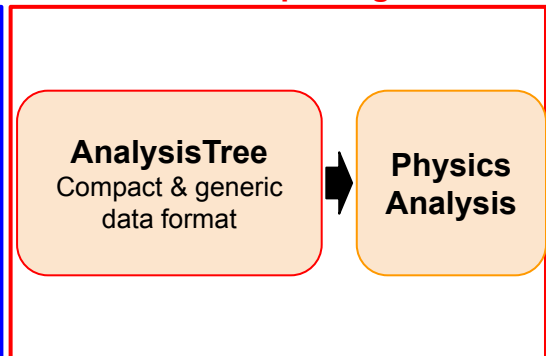 AnalysisTree
Compact & generic
data format
Physics
Analysis